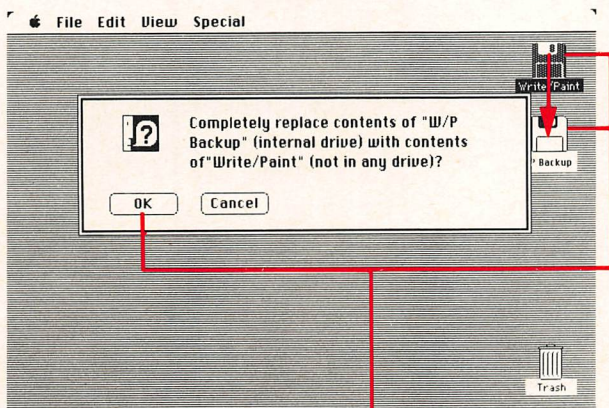 File Edit View Special
Write/Paint
Completely replace contents of "W/P
Backup" (internal drive) with contents
of"Write/Paint" (not in any drive)?
P Backup
OK Cancel
Trash